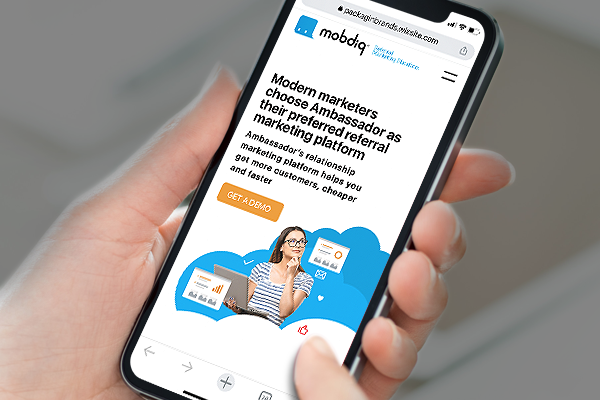 packaginbrands.wixsite.com
mobdiq
Modern marketers
choose Ambassador as
their preferred referral
marketing platform
Ambassador's relationship
marketing platform helps you
get more customers, cheaper
and faster
GET A DEMO